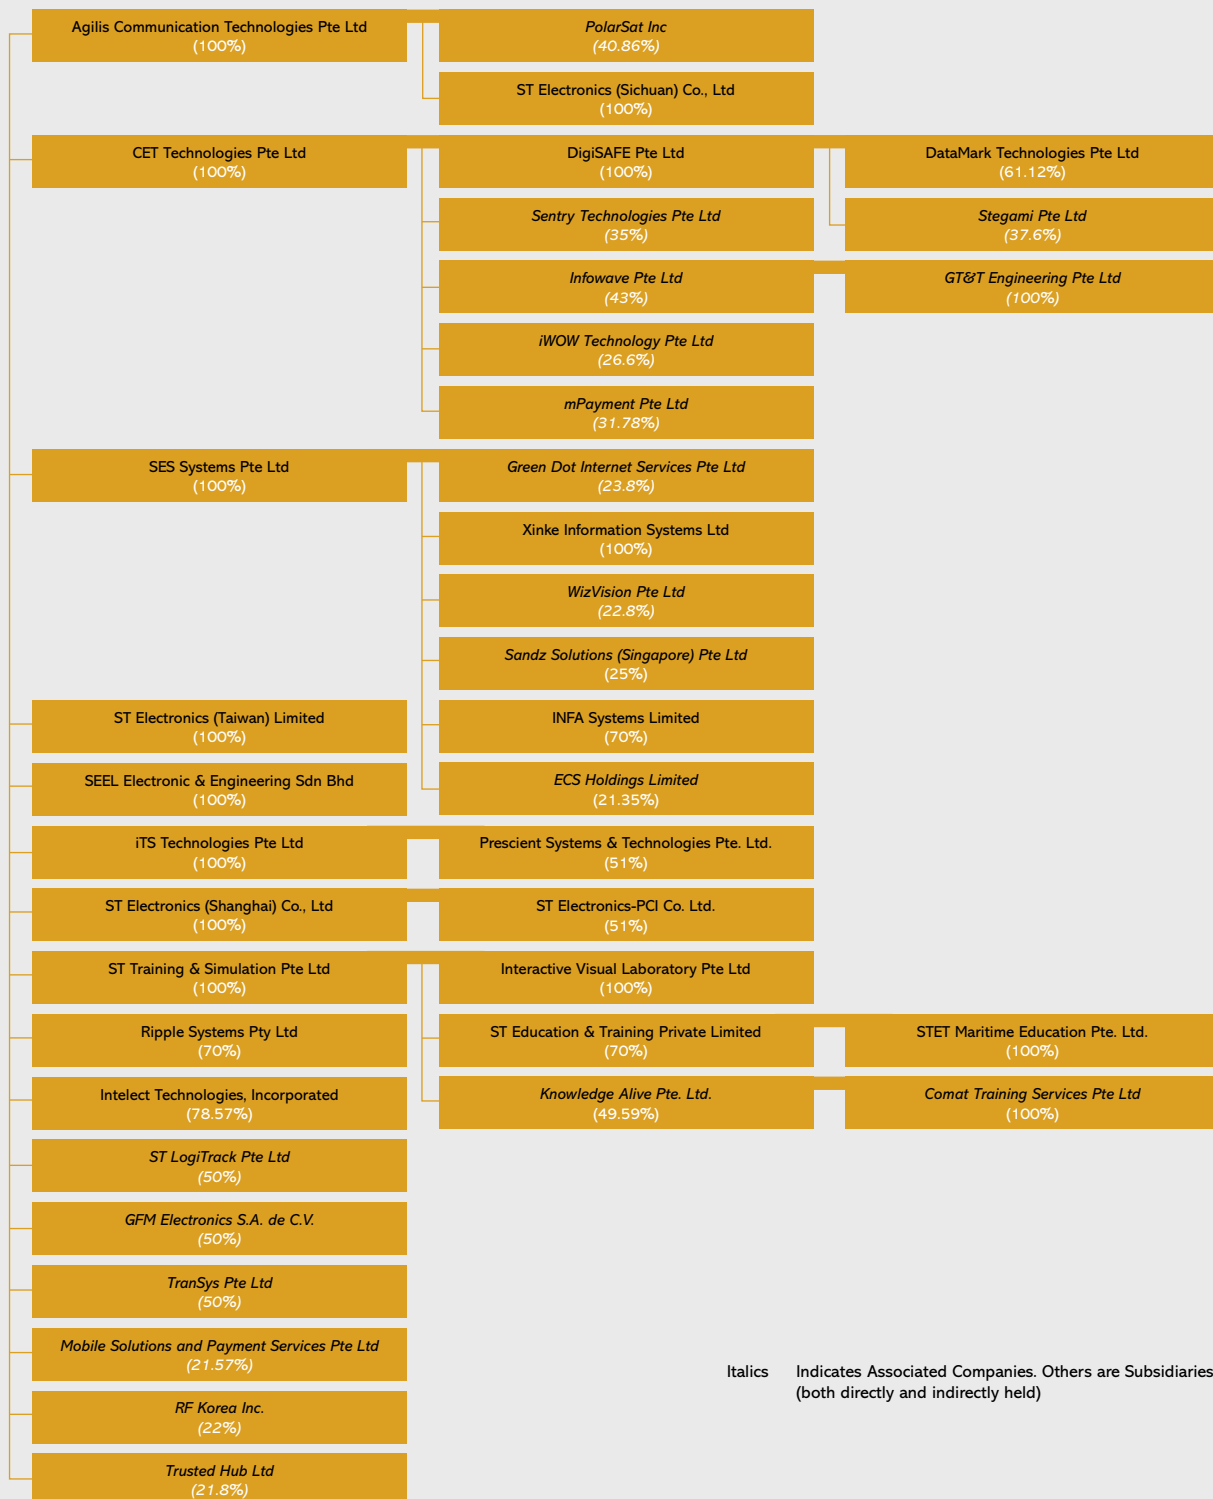 Agilis Communication Technologies Pte Ltd
(100%)
PolarSat Inc
(40.86%)
ST Electronics (Sichuan) Co., Ltd
(100%)
CET Technologies Pte Ltd
(100%)
DigiSAFE Pte Ltd
(100%)
DataMark Technologies Pte Ltd
(61.12%)
Sentry Technologies Pte Ltd
(35%)
Stegami Pte Ltd
(37.6%)
Infowave Pte Ltd
(43%)
GT&T Engineering Pte Ltd
(100%)
iWOW Technology Pte Ltd
(26.6%)
mPayment Pte Ltd
(31.78%)
SES Systems Pte Ltd
(100%)
Green Dot Internet Services Pte Ltd
(23.8%)
Xinke Information Systems Ltd
(100%)
WizVision Pte Ltd
(22.8%)
Sandz Solutions (Singapore) Pte Ltd
(25%)
ST Electronics (Taiwan) Limited
(100%)
INFA Systems Limited
(70%)
SEEL Electronic & Engineering Sdn Bhd
(100%)
ECS Holdings Limited
(21.35%)
iTS Technologies Pte Ltd
(100%)
Prescient Systems & Technologies Pte. Ltd.
(51%)
ST Electronics (Shanghai) Co., Ltd
(100%)
ST Electronics-PCI Co. Ltd.
(51%)
ST Training & Simulation Pte Ltd
(100%)
Interactive Visual Laboratory Pte Ltd
(100%)
Ripple Systems Pty Ltd
(70%)
ST Education & Training Private Limited
(70%)
STET Maritime Education Pte. Ltd.
(100%)
Intelect Technologies, Incorporated
(78.57%)
Knowledge Alive Pte. Ltd.
(49.59%)
Comat Training Services Pte Ltd
(100%)
ST LogiTrack Pte Ltd
(50%)
GFM Electronics S.A. de C.V.
(50%)
TranSys Pte Ltd
(50%)
Mobile Solutions and Payment Services Pte Ltd
(21.57%)
RF Korea Inc.
(22%)
Trusted Hub Ltd
(21.8%)
Italics Indicates Associated Companies. Others are Subsidiaries
(both directly and indirectly held)